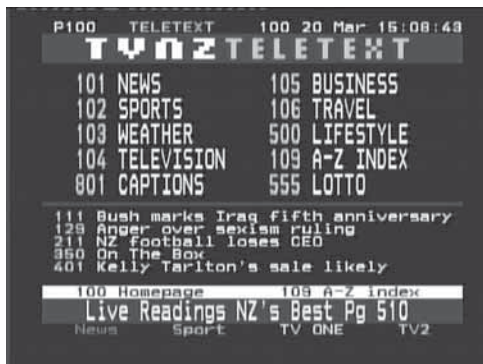 P100 TELETEXT 100 20 Mar 15:08:43
TVNZ TELETEXT
101 NEWS 105 BUSINESS
102 SPORTS 106 TRAVEL
103 WEATHER 500 LIFESTYLE
104 TELEVISION 109 A-Z INDEX
801 CAPTIONS 555 LOTTO
111 Bush marks Iraq fifth anniversary
129 Anger over sexism ruling
211 NZ football loses CEO
350 On The Box
401 Kelly Tarlton's sale likely
100 Homepage 109 A-Z index
Live Readings NZ's Best Pg 510
News Sport TV ONE TV2